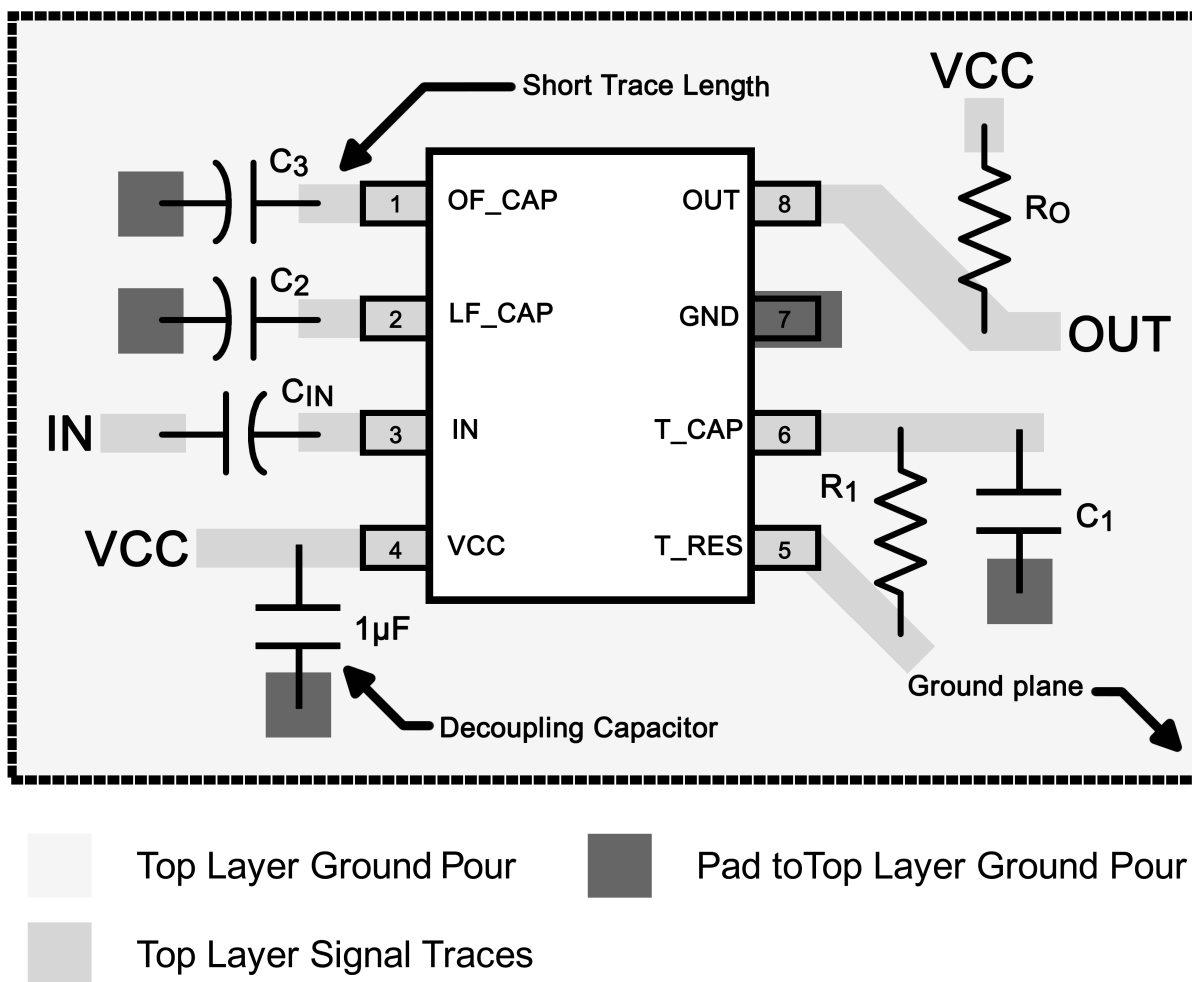 Short Trace Length
VCC
C3
1
OF_CAP
OUT
8
RO
C2
2
LF_CAP
GND
7
OUT
CIN
IN
3
IN
T_CAP
6
R1
C1
VCC
4
VCC
T_RES
5
1µF
Ground plane
Decoupling Capacitor
Top Layer Ground Pour
Pad toTop Layer Ground Pour
Top Layer Signal Traces